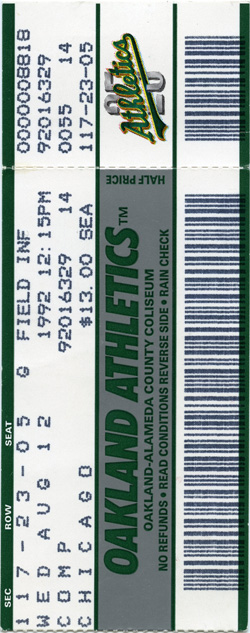 0000008818
92016329
0055 14
117-23-05
25
Athletics
HALF PRICE
SEC ROW SEAT
117-23-05 G FIELD INF
WED AUG 12 1992 12:15PM
COMP 92016329 14
CHICAGO $13.00 SEA
OAKLAND ATHLETICS™
OAKLAND-ALAMEDA COUNTY COLISEUM
NO REFUNDS • READ CONDITIONS REVERSE SIDE • RAIN CHECK